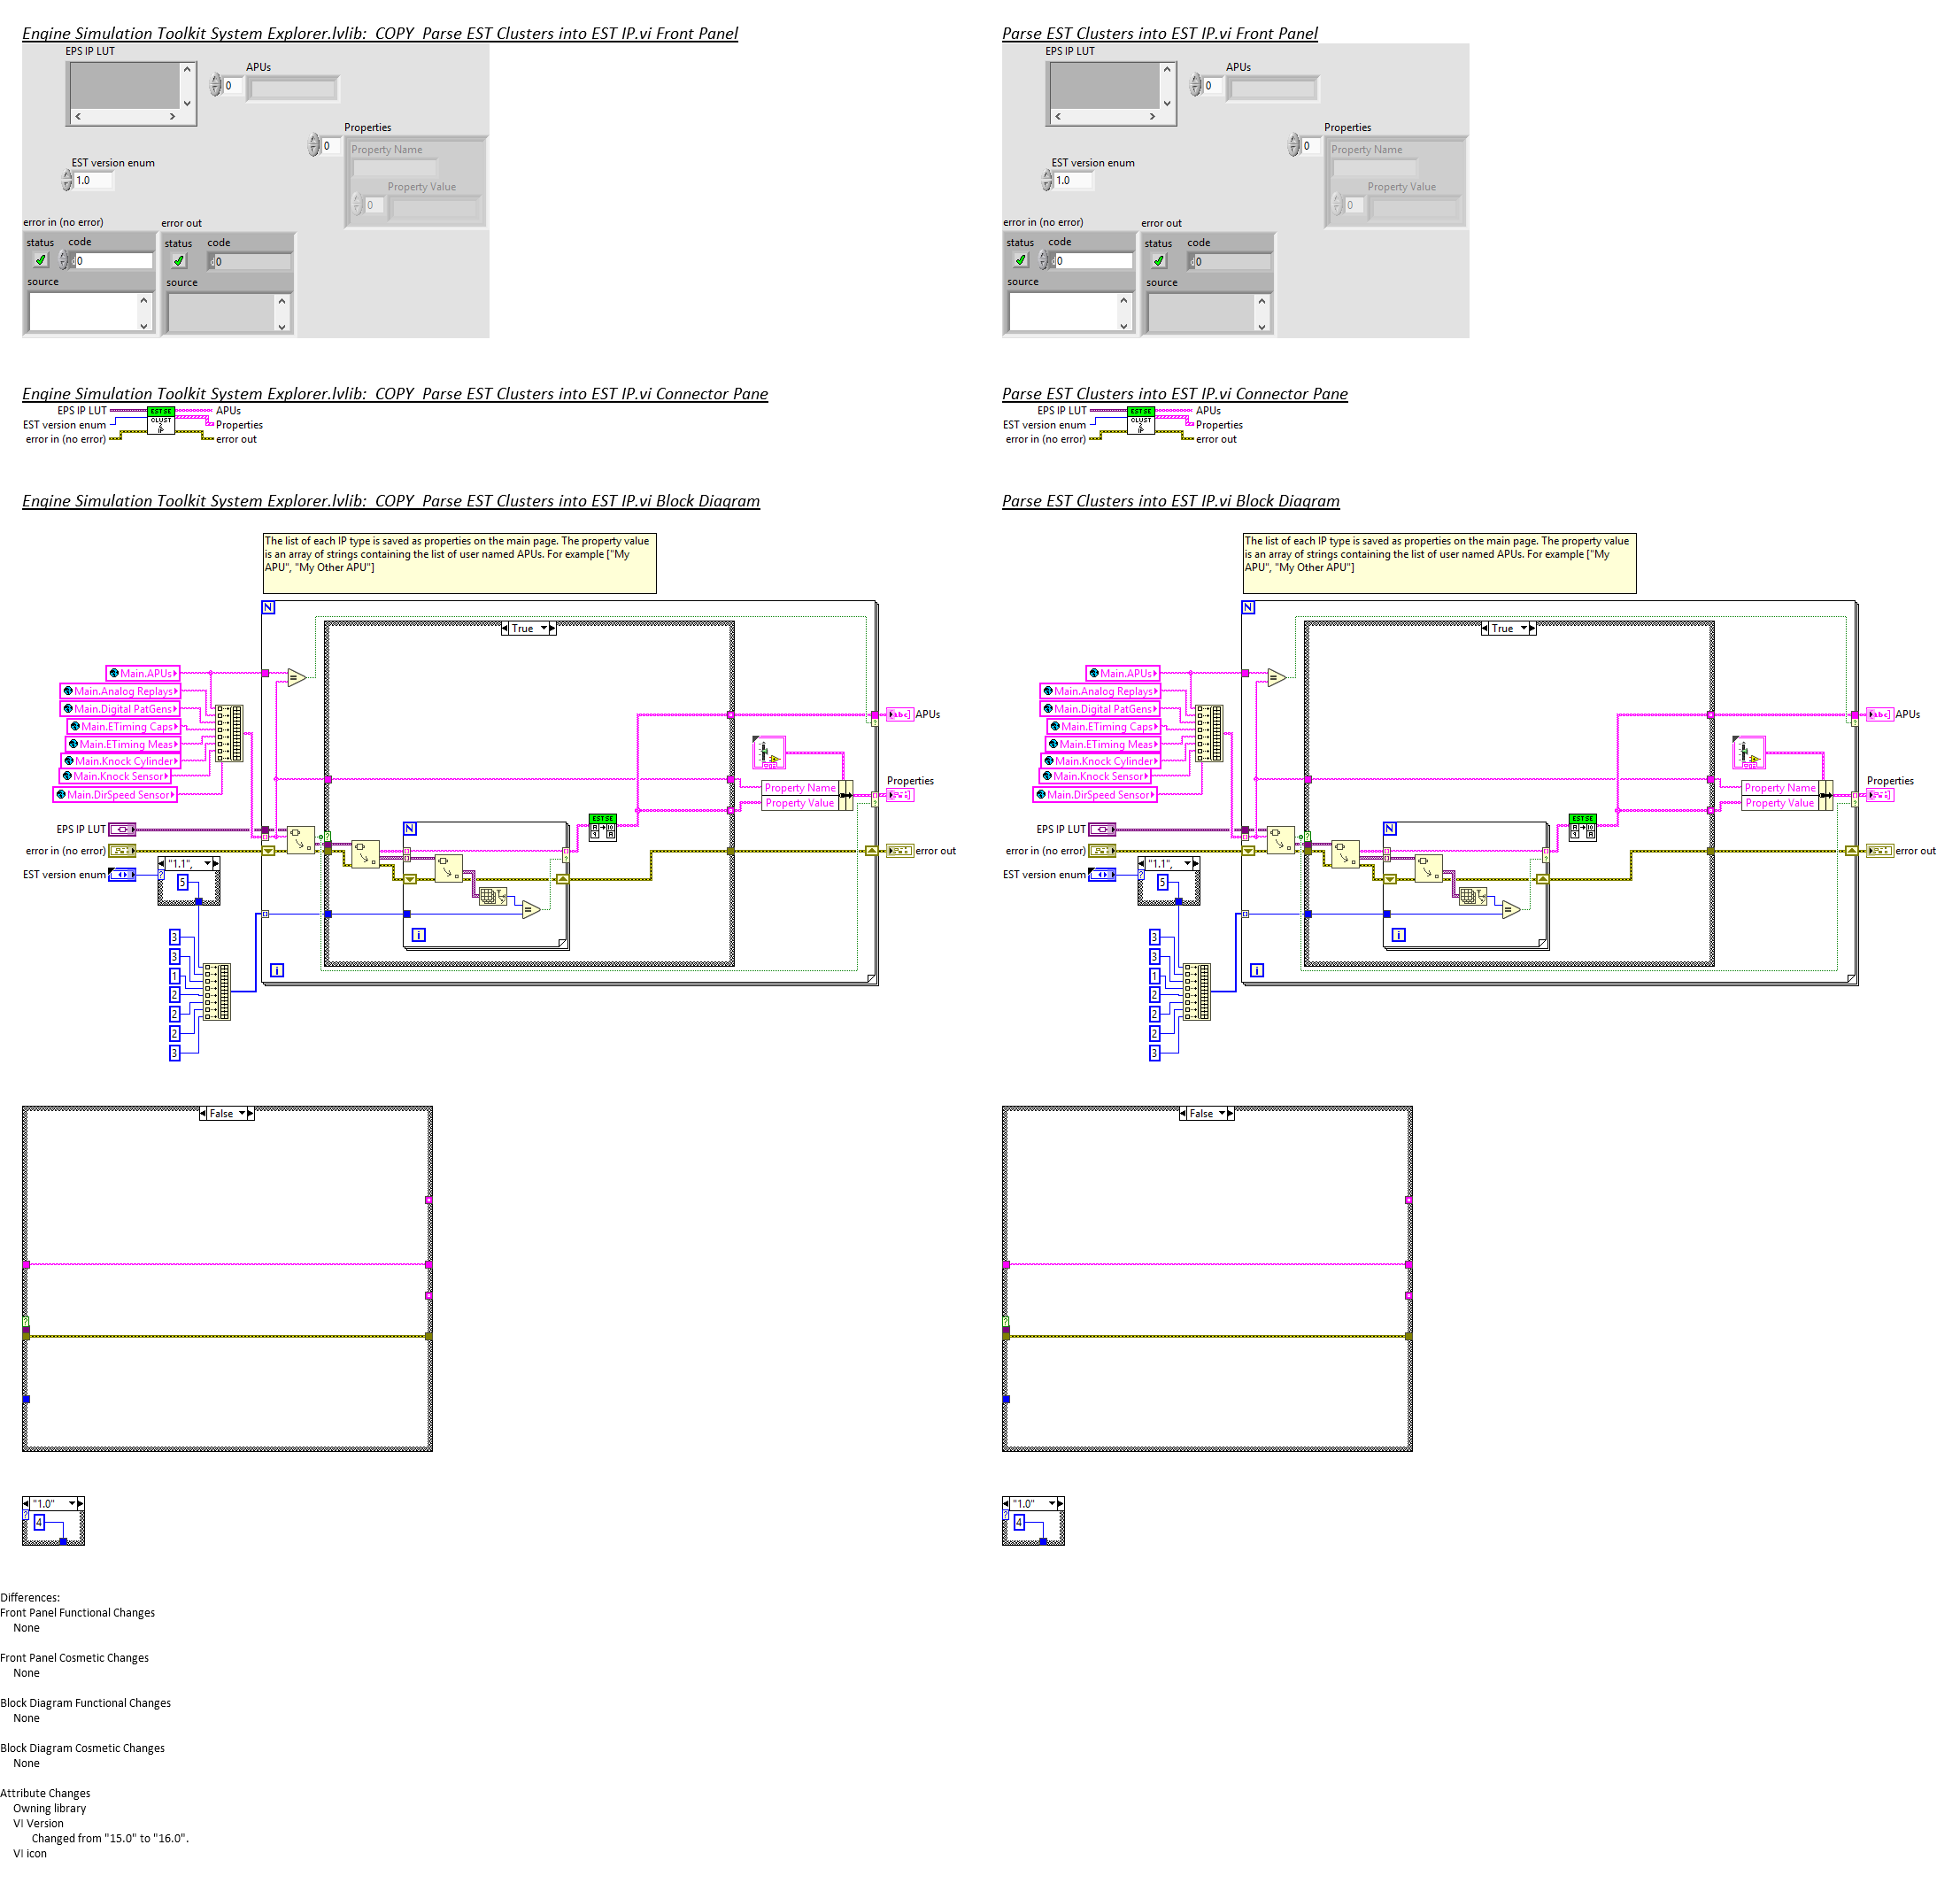 Engine Simulation Toolkit System Explorer.lvlib:  COPY  Parse EST Clusters into EST IP.vi Front Panel
EPS IP LUT
APUs
0
Properties
0
Property Name
EST version enum
1.0
Property Value
0
error in (no error)
error out
status
code
status
code
0
0
source
source
Parse EST Clusters into EST IP.vi Front Panel
EPS IP LUT
APUs
0
Properties
0
Property Name
EST version enum
1.0
Property Value
0
error in (no error)
error out
status
code
status
code
0
0
source
source
Engine Simulation Toolkit System Explorer.lvlib:  COPY  Parse EST Clusters into EST IP.vi Connector Pane
EPS IP LUT
EST version enum
error in (no error)
EST SE
CLUST
2
IP
APUs
Properties
error out
Parse EST Clusters into EST IP.vi Connector Pane
EPS IP LUT
EST version enum
error in (no error)
EST SE
CLUST
2
IP
APUs
Properties
error out
Engine Simulation Toolkit System Explorer.lvlib:  COPY  Parse EST Clusters into EST IP.vi Block Diagram
The list of each IP type is saved as properties on the main page. The property value
is an array of strings containing the list of user named APUs. For example ["My
APU", "My Other APU"]
N
True
Main.APUs
Main.Analog Replays
Main.Digital PatGens
Main.ETiming Caps
Main.ETiming Meas
Main.Knock Cylinder
Main.Knock Sensor
Main.DirSpeed Sensor
abc
APUs
Properties
Property Name
Property Value
EPS IP LUT
error in (no error)
EST version enum
"1.1",
5
N
EST SE
error out
i
i
3
3
1
2
2
2
3
Parse EST Clusters into EST IP.vi Block Diagram
The list of each IP type is saved as properties on the main page. The property value
is an array of strings containing the list of user named APUs. For example ["My
APU", "My Other APU"]
N
True
Main.APUs
Main.Analog Replays
Main.Digital PatGens
Main.ETiming Caps
Main.ETiming Meas
Main.Knock Cylinder
Main.Knock Sensor
Main.DirSpeed Sensor
abc
APUs
Properties
Property Name
Property Value
EPS IP LUT
error in (no error)
EST version enum
"1.1",
5
N
EST SE
error out
i
i
3
3
1
2
2
2
3
False
False
"1.0"
4
"1.0"
4
Differences:
Front Panel Functional Changes
None
Front Panel Cosmetic Changes
None
Block Diagram Functional Changes
None
Block Diagram Cosmetic Changes
None
Attribute Changes
Owning library
VI Version
Changed from "15.0" to "16.0".
VI icon